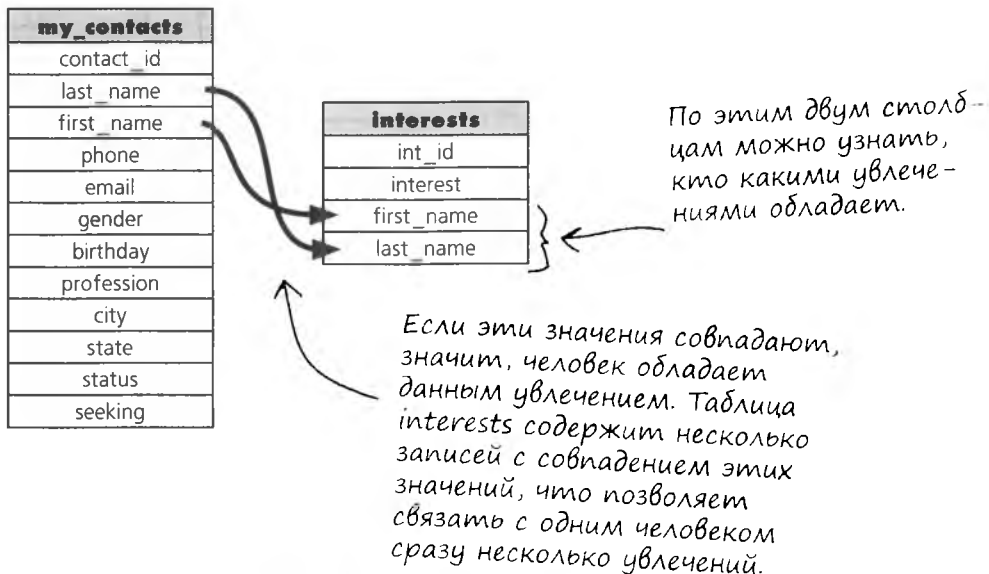 my_contacts
contact_id
last_name
first_name
phone
email
gender
birthday
profession
city
state
status
seeking
interests
int_id
interest
first_name
last_name
По этим двум столб-
цам можно узнать,
кто какими увлече-
ниями обладает.
Если эти значения совпадают,
значит, человек обладает
данным увлечением. Таблица
interests содержит несколько
записей с совпадением этих
значений, что позволяет
связать с одним человеком
сразу несколько увлечений.